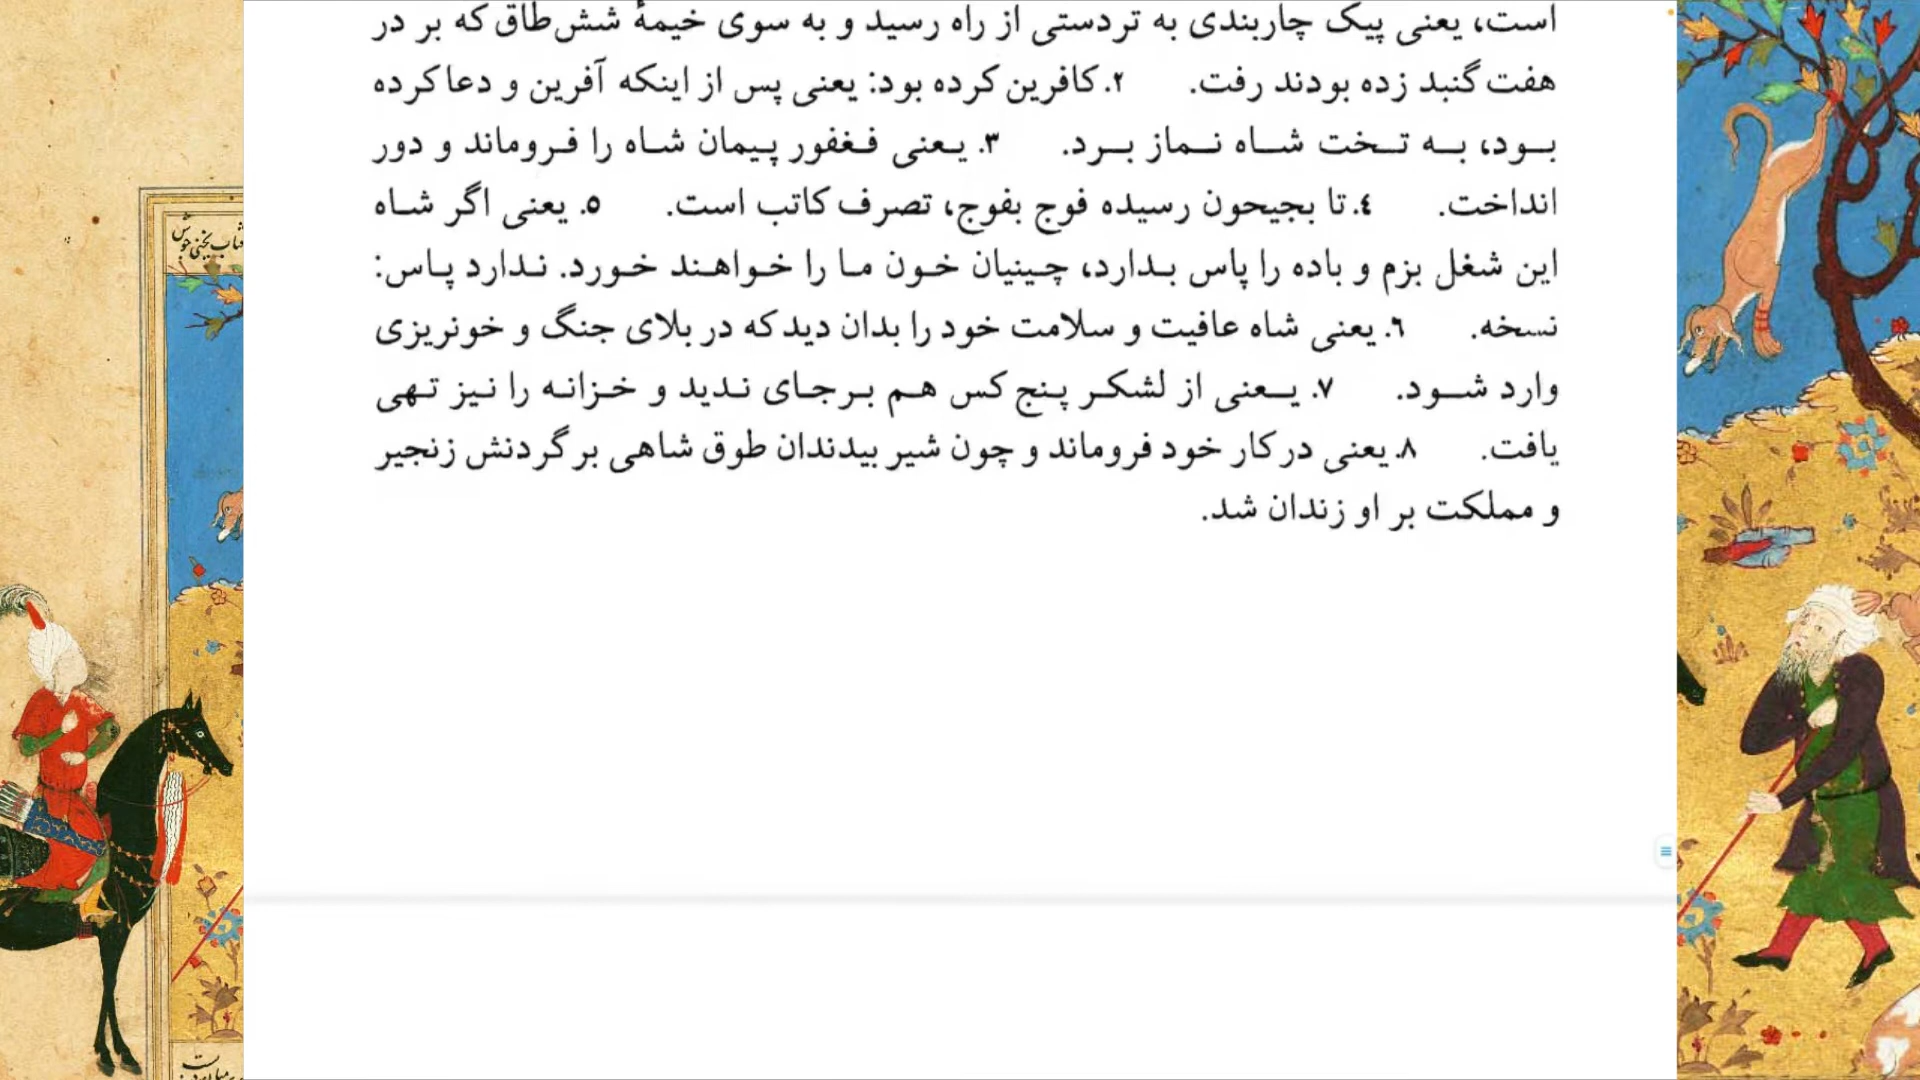 است، یعنی پیک چاربندی به تردستی از راه رسید و به سوی خیمهٔ شش‌طاق که بر در
هفت گنبد زده بودند رفت. ۲. کافرین کرده بود: یعنی پس از اینکه آفرین و دعا کرده
بود، به تخت شاه نماز برد. ۳. یعنی فغفور پیمان شاه را فروماند و دور
انداخت. ٤. تا بجیحون رسیده فوج بفوج، تصرف کاتب است. ۵. یعنی اگر شاه
این شغل بزم و باده را پاس بدارد، چینیان خون ما را خواهند خورد. ندارد پاس:
نسخه. ٦. یعنی شاه عافیت و سلامت خود را بدان دید که در بلای جنگ و خونریزی
وارد شود. ۷. یعنی از لشکر پنج کس هم برجای ندید و خزانه را نیز تهی
یافت. ۸. یعنی در کار خود فروماند و چون شیر بیدندان طوق شاهی بر گردنش زنجیر
و مملکت بر او زندان شد.